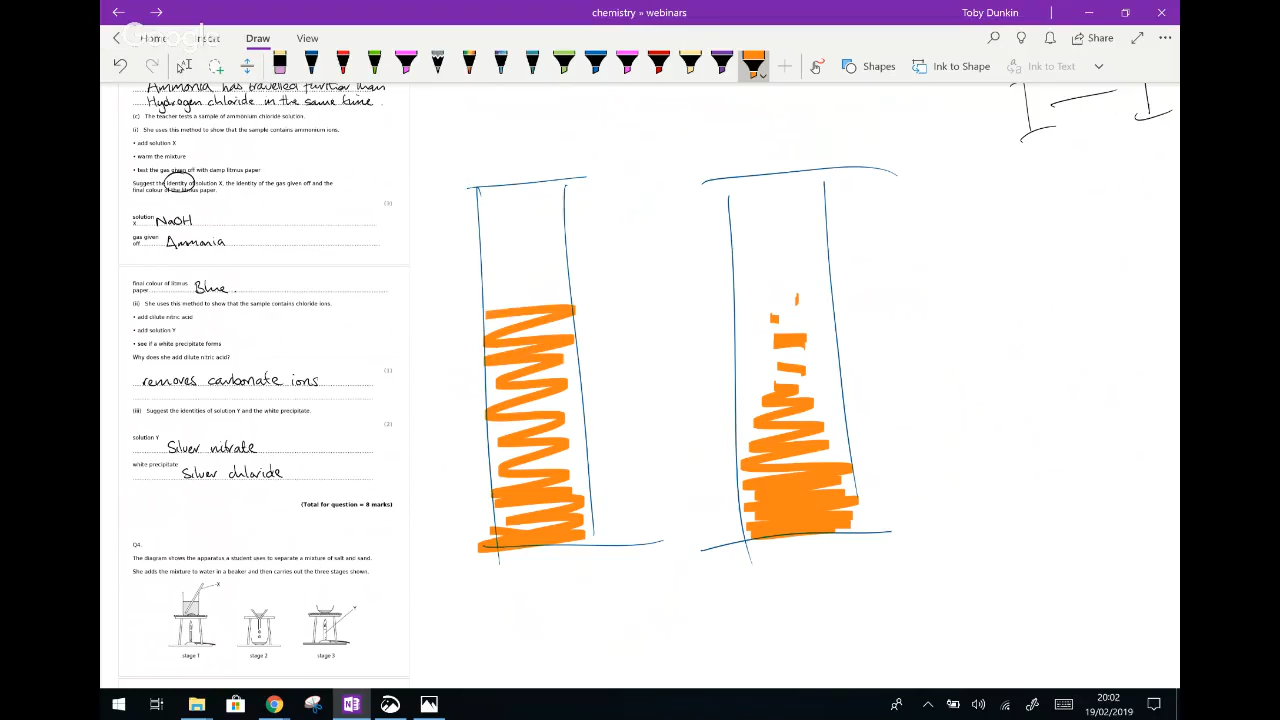 chemistry » webinars
Toby Dunkin
Google
Home
Insert
Draw
View
Share
Shapes
Ink to Shape
Ink to Text
Ammonia has travelled further than
Hydrogen chloride in the same time.
(c) The teacher tests a sample of ammonium chloride solution.
(i) She uses this method to show that the sample contains ammonium ions.
• add solution X
• warm the mixture
• test the gas given off with damp litmus paper
Suggest the identity of solution X, the identity of the gas given off and the
final colour of the litmus paper.
(3)
solution
X NaOH
gas given
off Ammonia
final colour of litmus
paper Blue.
(ii) She uses this method to show that the sample contains chloride ions.
• add dilute nitric acid
• add solution Y
• see if a white precipitate forms
Why does she add dilute nitric acid?
(1)
removes carbonate ions
(iii) Suggest the identities of solution Y and the white precipitate.
(2)
solution Y
Silver nitrate
white precipitate
Silver chloride
(Total for question = 8 marks)
Q4.
The diagram shows the apparatus a student uses to separate a mixture of salt and sand.
She adds the mixture to water in a beaker and then carries out the three stages shown.
X
Y
stage 1
stage 2
stage 3
I-I
20:02
19/02/2019